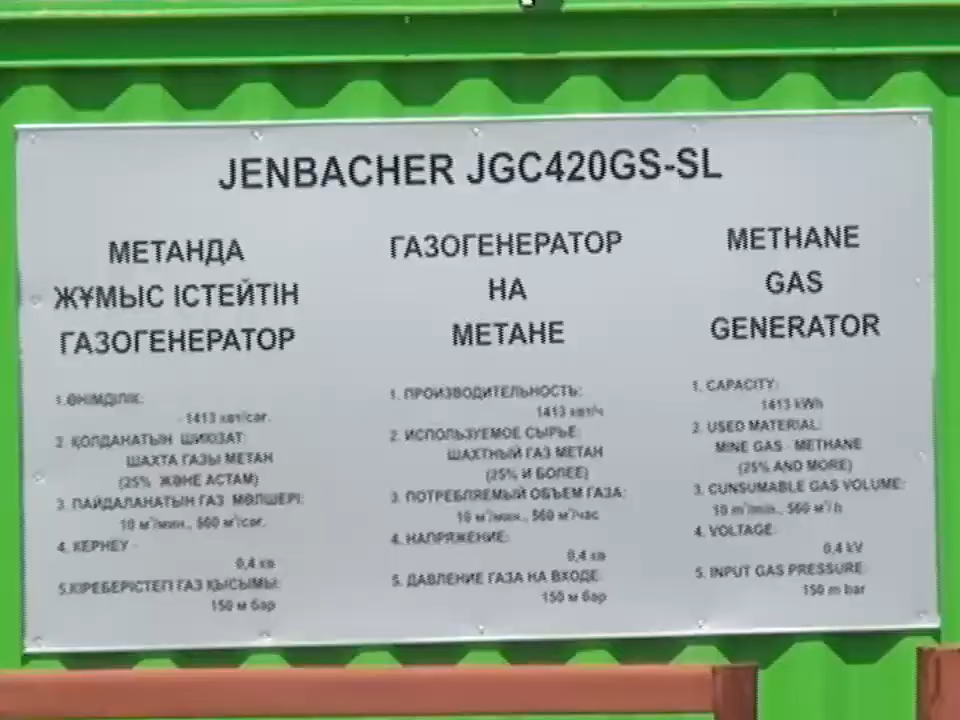 JENBACHER JGC420GS-SL
МЕТАНДА
ЖҰМЫС ІСТЕЙТІН
ГАЗОГЕНЕРАТОР
1.ӨНІМДІЛІК:
1413 квт/сағ.
2. ҚОЛДАНАТЫН ШИКІЗАТ:
ШАХТА ГАЗЫ МЕТАН
(25% ЖӘНЕ АСТАМ)
3. ПАЙДАЛАНАТЫН ГАЗ МӨЛШЕРІ:
10 м³/мин., 560 м³/сағ.
4. КЕРНЕУ -
0,4 кв
5.КІРЕБЕРІСТЕГІ ГАЗ ҚЫСЫМЫ:
150 м бар
ГАЗОГЕНЕРАТОР
НА
МЕТАНЕ
1. ПРОИЗВОДИТЕЛЬНОСТЬ:
1413 квт/ч
2. ИСПОЛЬЗУЕМОЕ СЫРЬЕ:
ШАХТНЫЙ ГАЗ МЕТАН
(25% И БОЛЕЕ)
3. ПОТРЕБЛЯЕМЫЙ ОБЪЕМ ГАЗА:
10 м³/мин., 560 м³/час
4. НАПРЯЖЕНИЕ:
0,4 кв
5. ДАВЛЕНИЕ ГАЗА НА ВХОДЕ:
150 м бар
METHANE
GAS
GENERATOR
1. CAPACITY:
1413 kWh
2. USED MATERIAL:
MINE GAS - METHANE
(25% AND MORE)
3. CUNSUMABLE GAS VOLUME:
10 m³/min., 560 м³/h
4. VOLTAGE:
0,4 kV
5. INPUT GAS PRESSURE:
150 m bar